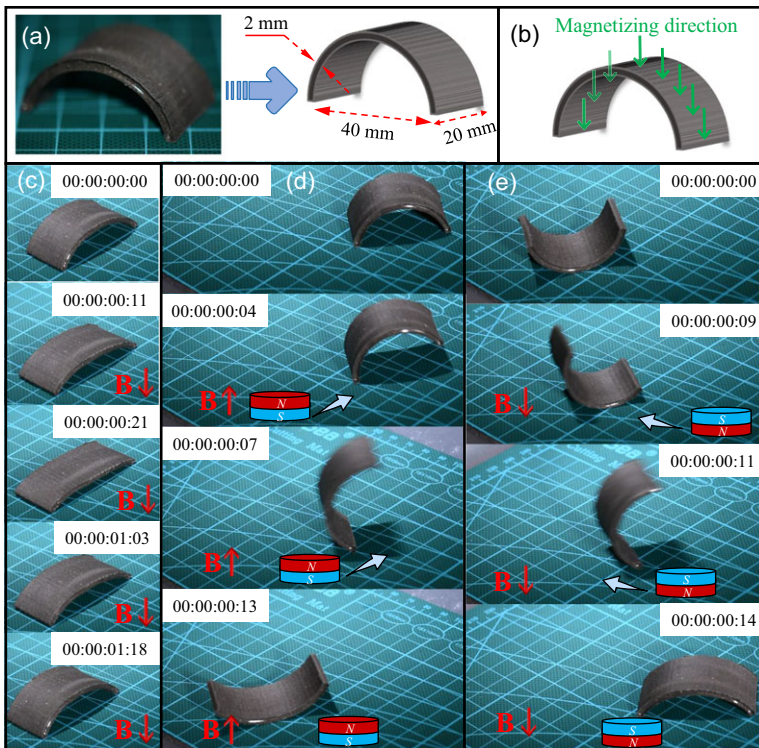 (a)
2 mm
40 mm
20 mm
(b)
Magnetizing direction
(c)
00:00:00:00
00:00:00:11
B
00:00:00:21
B
00:00:01:03
B
00:00:01:18
B
(d)
00:00:00:00
00:00:00:04
B
N
S
00:00:00:07
B
N
S
00:00:00:13
B
N
S
(e)
00:00:00:00
00:00:00:09
B
S
N
00:00:00:11
B
S
N
00:00:00:14
B
S
N